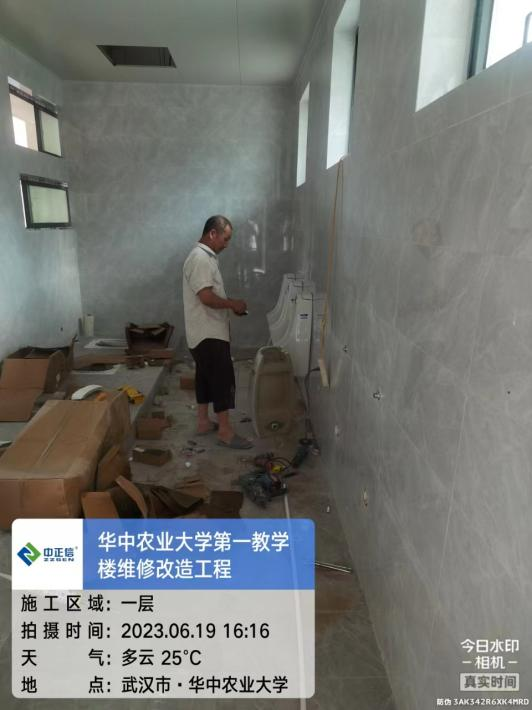 中正信®
ZZGEN
华中农业大学第一教学
楼维修改造工程
施工区域：一层
拍摄时间：2023.06.19 16:16
天气：多云 25℃
地点：武汉市·华中农业大学
今日水印
相机
真实时间
防伪 3AK342R6XK4MRD